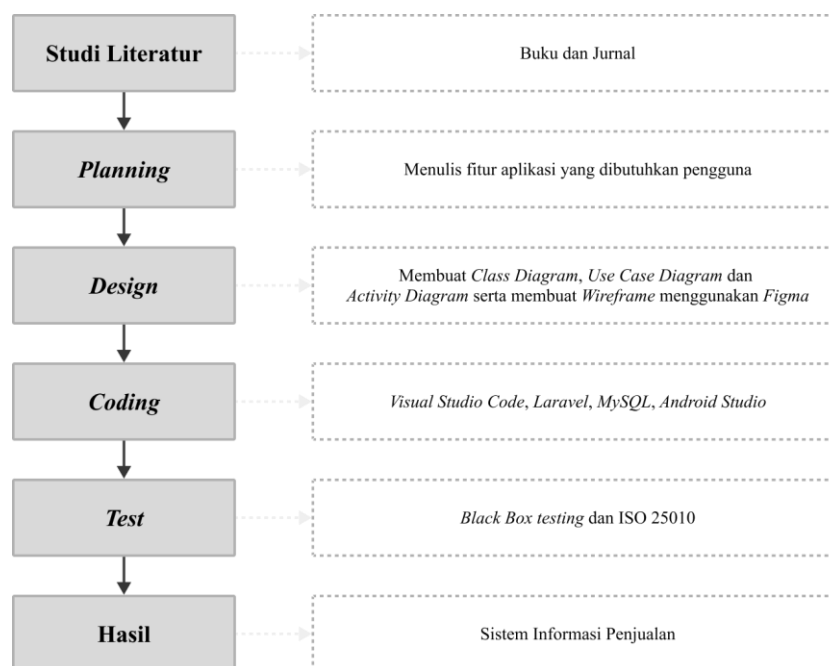 Studi Literatur
Buku dan Jurnal
Planning
Menulis fitur aplikasi yang dibutuhkan pengguna
Design
Membuat Class Diagram, Use Case Diagram dan
Activity Diagram serta membuat Wireframe menggunakan Figma
Coding
Visual Studio Code, Laravel, MySQL, Android Studio
Test
Black Box testing dan ISO 25010
Hasil
Sistem Informasi Penjualan